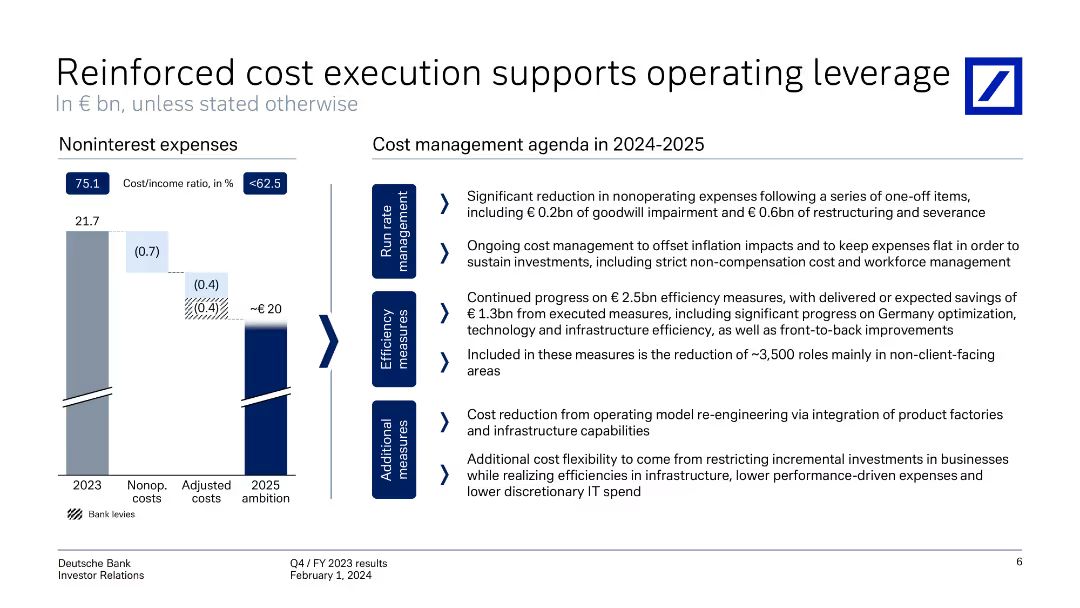 Reinforced cost execution supports operating leverage
In € bn, unless stated otherwise
Noninterest expenses
75.1 Cost/income ratio, in % <62.5
21.7
(0.7)
(0.4)
(0.4)
~€ 20
2023 Nonop. costs Adjusted costs 2025 ambition
Bank levies
Cost management agenda in 2024-2025
Run rate
management
Significant reduction in nonoperating expenses following a series of one-off items,
including € 0.2bn of goodwill impairment and € 0.6bn of restructuring and severance
Ongoing cost management to offset inflation impacts and to keep expenses flat in order to
sustain investments, including strict non-compensation cost and workforce management
Efficiency
measures
Continued progress on € 2.5bn efficiency measures, with delivered or expected savings of
€ 1.3bn from executed measures, including significant progress on Germany optimization,
technology and infrastructure efficiency, as well as front-to-back improvements
Included in these measures is the reduction of ~3,500 roles mainly in non-client-facing
areas
Additional
measures
Cost reduction from operating model re-engineering via integration of product factories
and infrastructure capabilities
Additional cost flexibility to come from restricting incremental investments in businesses
while realizing efficiencies in infrastructure, lower performance-driven expenses and
lower discretionary IT spend
Deutsche Bank
Investor Relations
Q4 / FY 2023 results
February 1, 2024
6